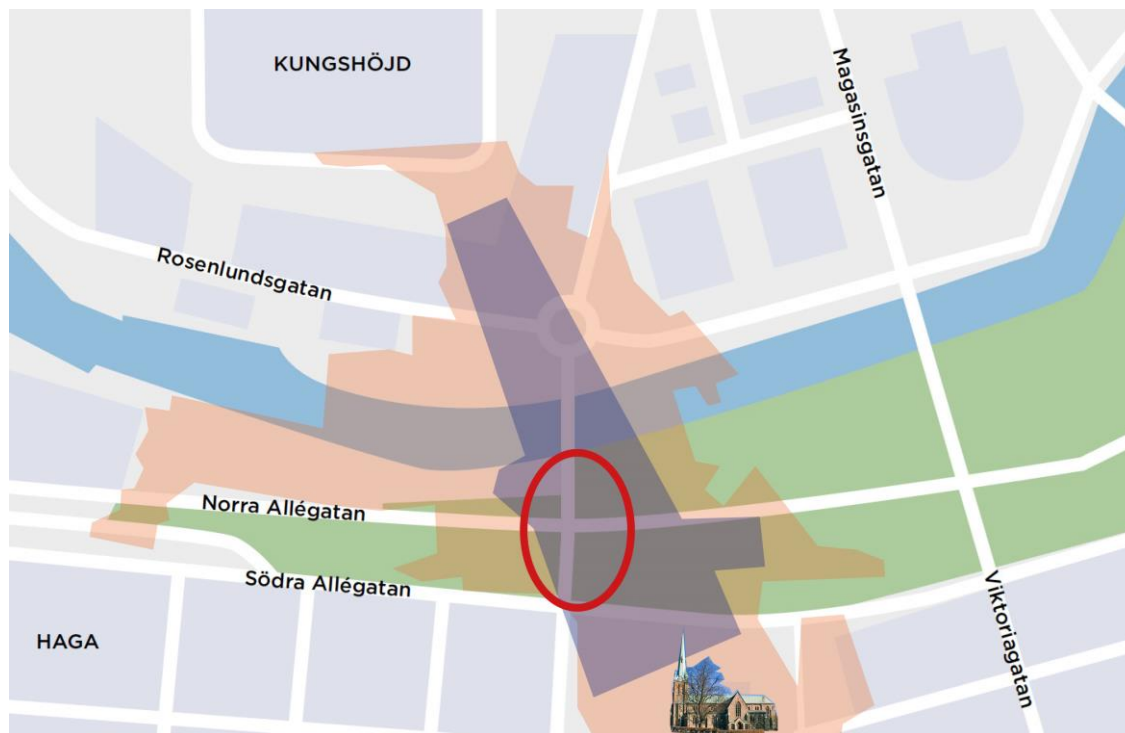 KUNGSHÖJD
Magasinsgatan
Rosenlundsgatan
Norra Allégatan
Södra Allégatan
Viktoriagatan
HAGA